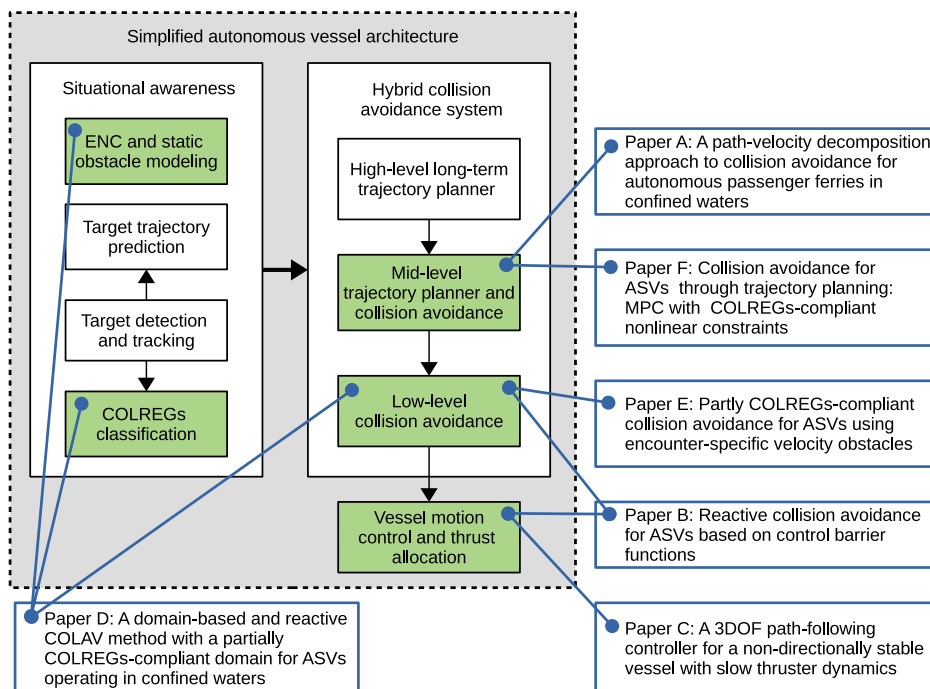 Simplified autonomous vessel architecture
Situational awareness
ENC and static
obstacle modeling
Target trajectory
prediction
Target detection
and tracking
COLREGs
classification
Hybrid collision
avoidance system
High-level long-term
trajectory planner
Mid-level
trajectory planner and
collision avoidance
Low-level
collision avoidance
Vessel motion
control and thrust
allocation
Paper A: A path-velocity decomposition
approach to collision avoidance for
autonomous passenger ferries in
confined waters
Paper F: Collision avoidance for
ASVs through trajectory planning:
MPC with COLREGs-compliant
nonlinear constraints
Paper E: Partly COLREGs-compliant
collision avoidance for ASVs using
encounter-specific velocity obstacles
Paper B: Reactive collision avoidance
for ASVs based on control barrier
functions
Paper C: A 3DOF path-following
controller for a non-directionally stable
vessel with slow thruster dynamics
Paper D: A domain-based and reactive
COLAV method with a partially
COLREGs-compliant domain for ASVs
operating in confined waters